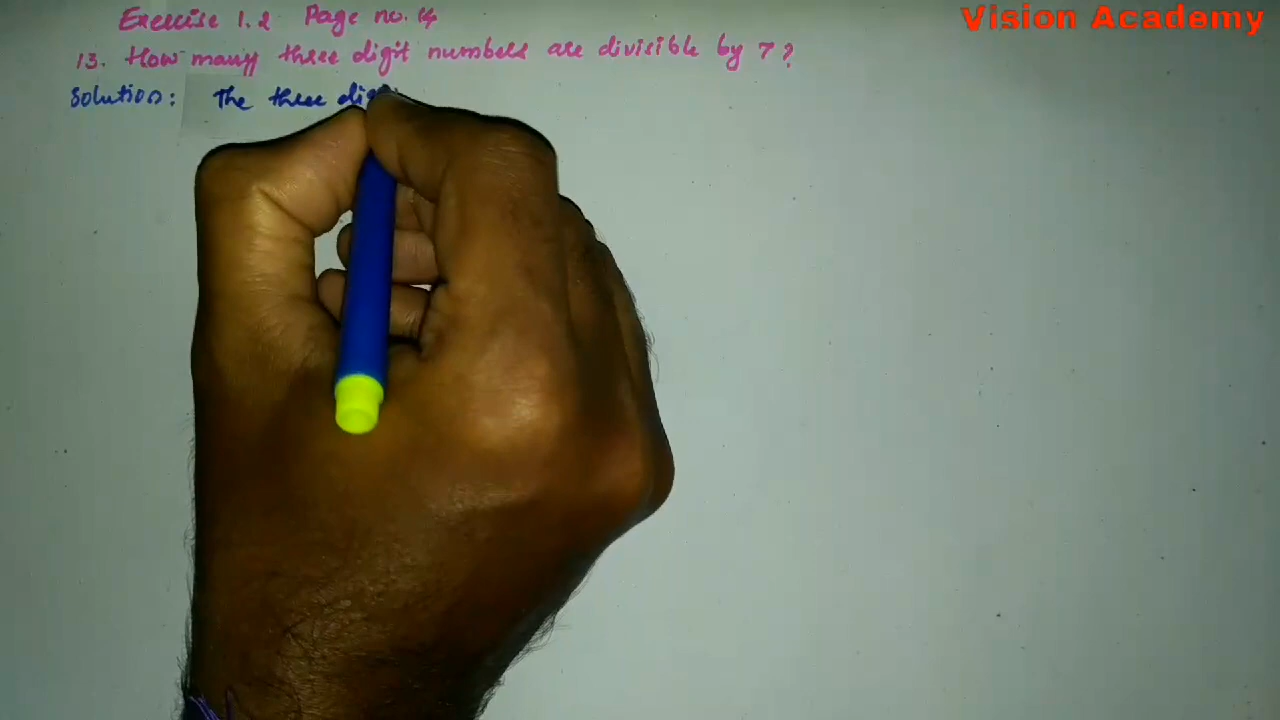 Exercise 1.2 Page no. 14
Vision Academy
13. How many three digit numbers are divisible by 7 ?
Solution: The three